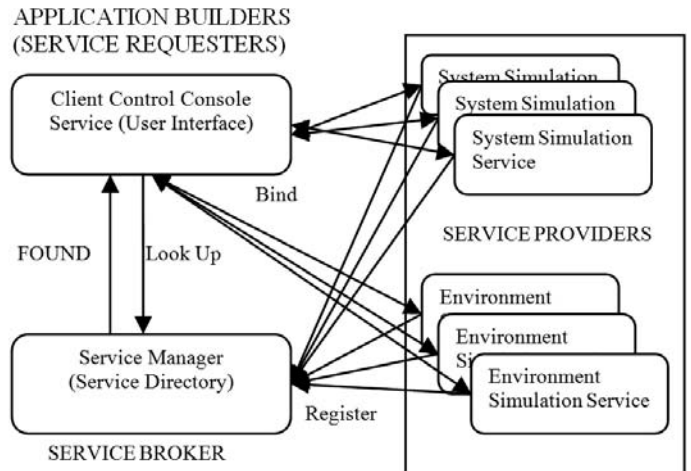 APPLICATION BUILDERS
(SERVICE REQUESTERS)
Client Control Console
Service (User Interface)
System Simulation
System Simulation
System Simulation
Service
Bind
FOUND
Look Up
SERVICE PROVIDERS
Environment
Environment
Environment
Simulation Service
Service Manager
(Service Directory)
Register
SERVICE BROKER